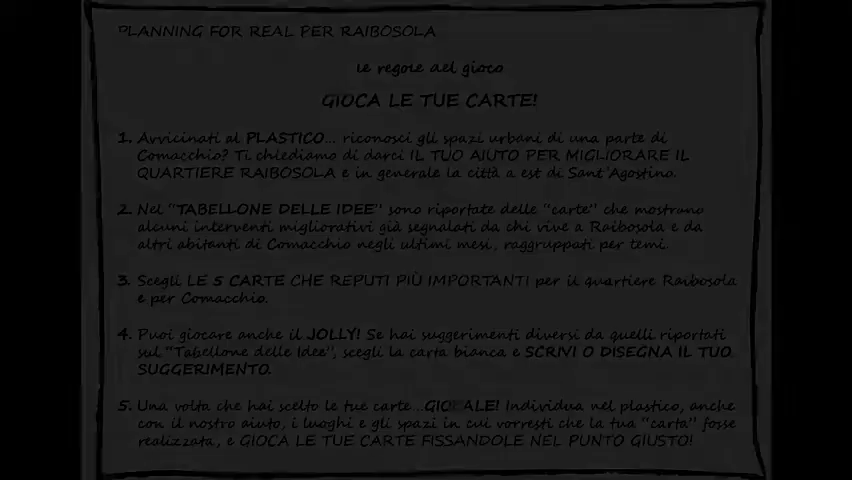 PLANNING FOR REAL PER RAIBOSOLA
le regole del gioco
GIOCA LE TUE CARTE!
1. Avvicinati al PLASTICO... riconosci gli spazi urbani di una parte di
Comacchio? Ti chiediamo di darci IL TUO AIUTO PER MIGLIORARE IL
QUARTIERE RAIBOSOLA e in generale la città a est di Sant'Agostino.
2. Nel "TABELLONE DELLE IDEE" sono riportate delle "carte" che mostrano
alcuni interventi migliorativi già segnalati da chi vive a Raibosola e da
altri abitanti di Comacchio negli ultimi mesi, raggruppati per temi.
3. Scegli LE 5 CARTE CHE REPUTI PIÙ IMPORTANTI per il quartiere Raibosola
e per Comacchio.
4. Puoi giocare anche il JOLLY! Se hai suggerimenti diversi da quelli riportati
sul "Tabellone delle Idee", scegli la carta bianca e SCRIVI O DISEGNA IL TUO
SUGGERIMENTO.
5. Una volta che hai scelto le tue carte...GIOCALE! Individua nel plastico, anche
con il nostro aiuto, i luoghi e gli spazi in cui vorresti che la tua "carta" fosse
realizzata, e GIOCA LE TUE CARTE FISSANDOLE NEL PUNTO GIUSTO!